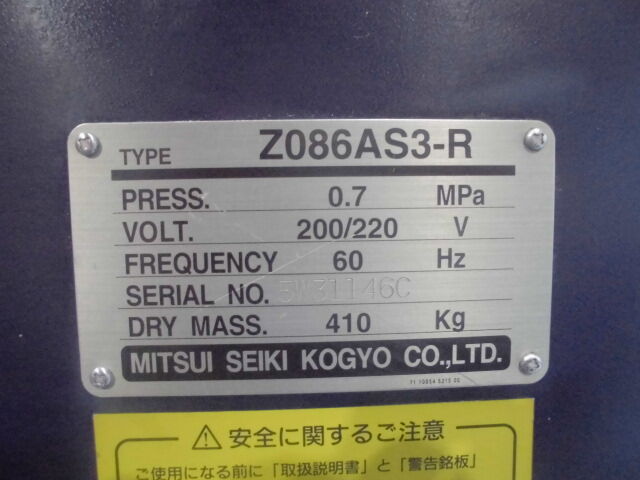 TYPE Z086AS3-R
PRESS. 0.7 MPa
VOLT. 200/220 V
FREQUENCY 60 Hz
SERIAL NO.
DRY MASS. 410 Kg
MITSUI SEIKI KOGYO CO.,LTD.
⚠安全に関するご注意
ご使用になる前に「取扱説明書」と「警告銘板」